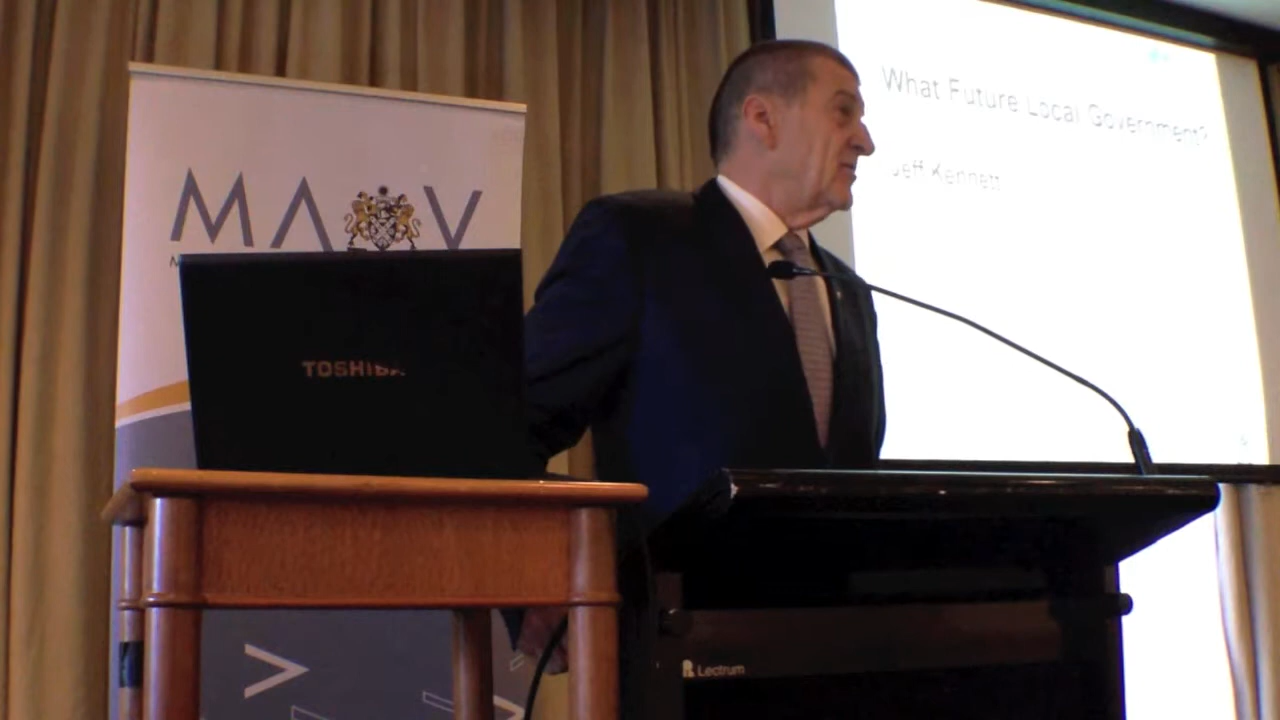 MAV
TOSHIBA
What Future Local Government?
Jeff Kennett
Lectrum